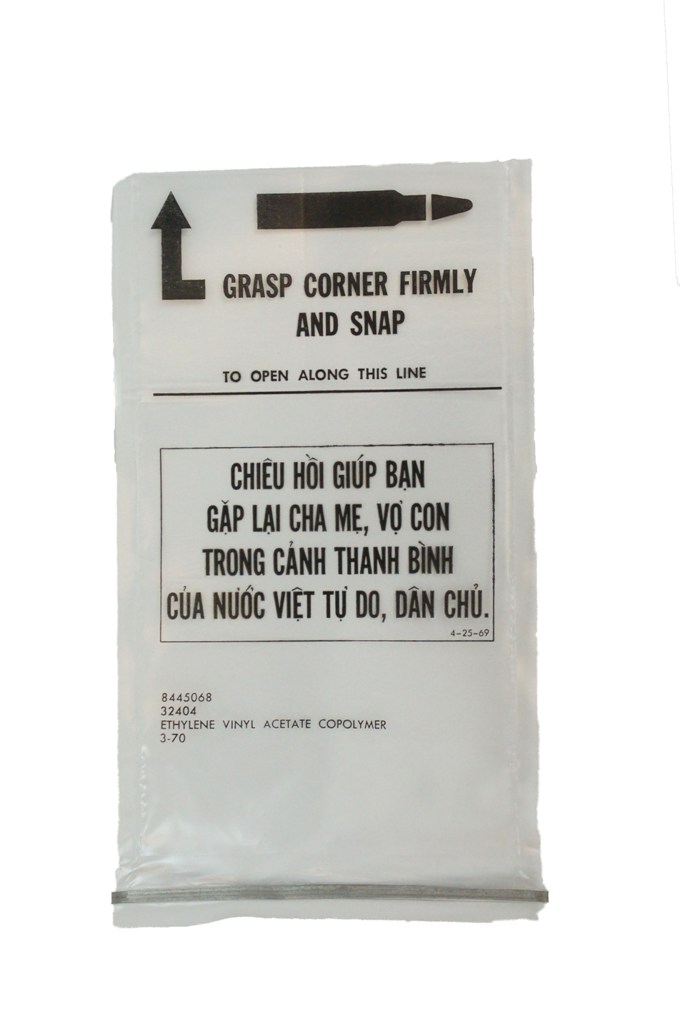 GRASP CORNER FIRMLY
AND SNAP
TO OPEN ALONG THIS LINE
CHIÊU HỒI GIÚP BẠN
GẶP LẠI CHA MẸ, VỢ CON
TRONG CẢNH THANH BÌNH
CỦA NƯỚC VIỆT TỰ DO, DÂN CHỦ.
4-25-69
8445068
32404
ETHYLENE VINYL ACETATE COPOLYMER
3-70